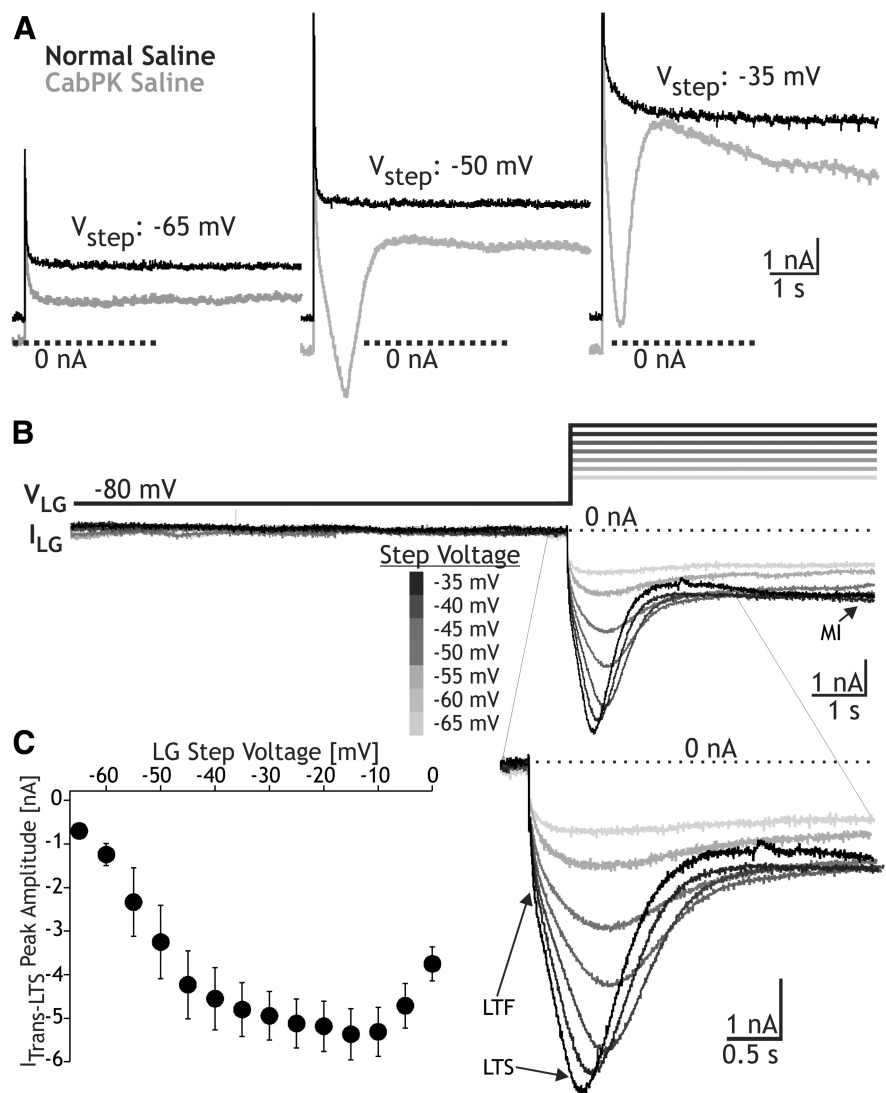 A
Normal Saline
CabPK Saline
Vstep: -65 mV
Vstep: -50 mV
Vstep: -35 mV
1 nA
1 s
0 nA
0 nA
0 nA
B
VLG
-80 mV
ILG
0 nA
Step Voltage
-35 mV
-40 mV
-45 mV
-50 mV
-55 mV
-60 mV
-65 mV
MI
1 nA
1 s
C
LG Step Voltage [mV]
-60 -50 -40 -30 -20 -10 0
ITrans-LTS Peak Amplitude [nA]
0
-1
-2
-3
-4
-5
-6
0 nA
LTF
LTS
1 nA
0.5 s